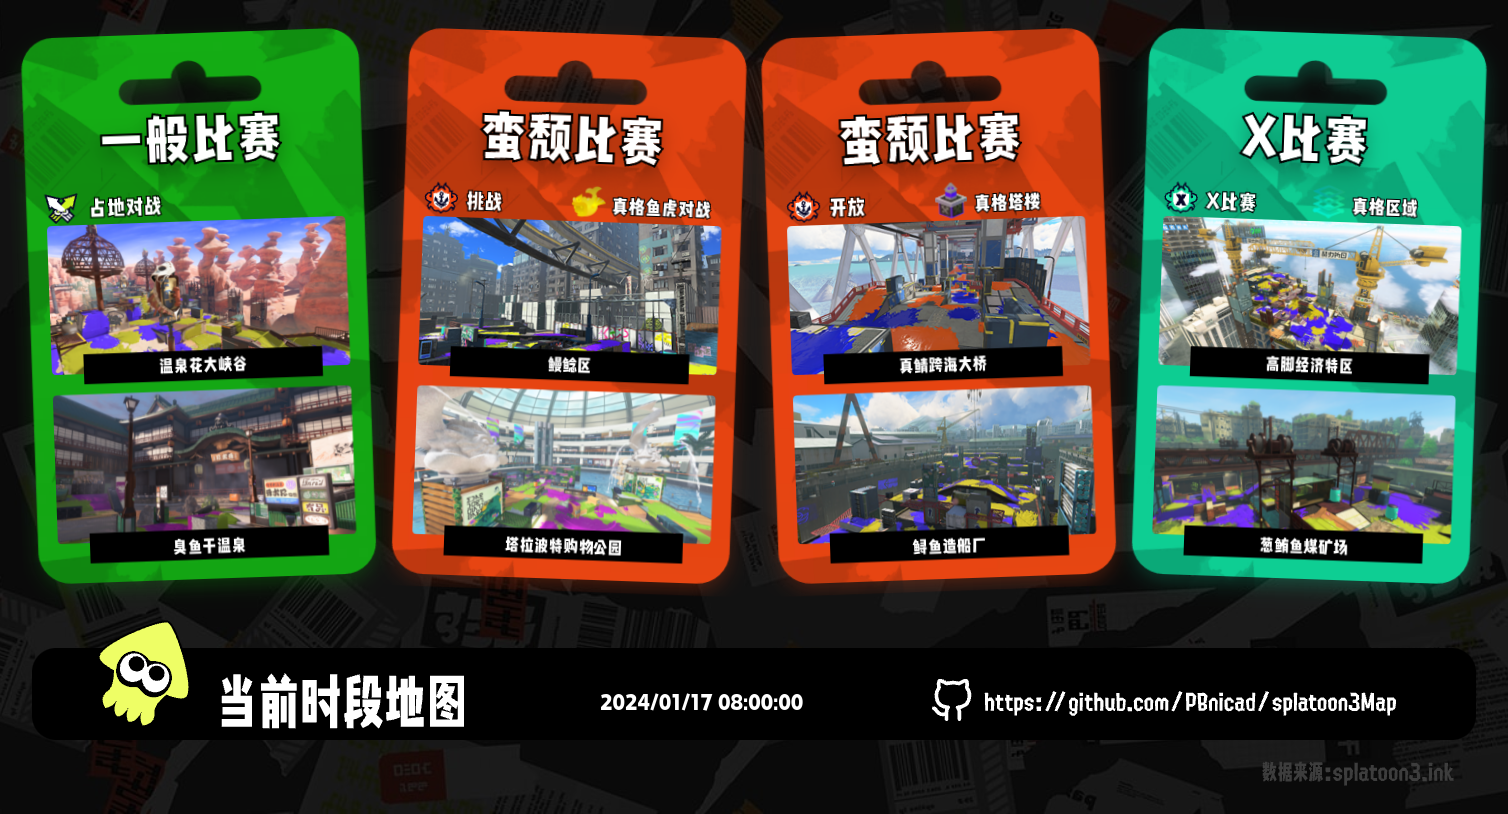 一般比赛
占地对战
温泉花大峡谷
臭鱼干温泉
蛮颓比赛
挑战
真格鱼虎对战
鳗鲶区
塔拉波特购物公园
蛮颓比赛
开放
真格塔楼
真鲷跨海大桥
鲟鱼造船厂
X比赛
X比赛
真格区域
高脚经济特区
葱鲔鱼煤矿场
当前时段地图
2024/01/17 08:00:00
https://github.com/PBnicad/splatoon3Map
数据来源:splatoon3.ink